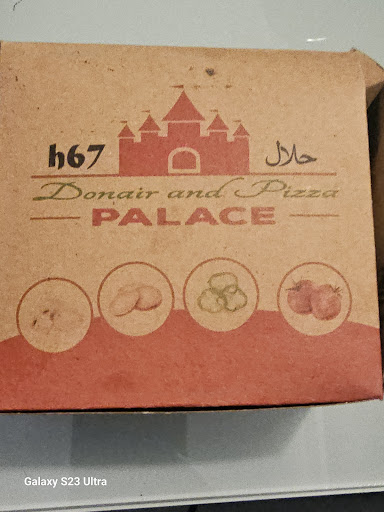 h67 حلال
Donair and Pizza
PALACE
Galaxy S23 Ultra